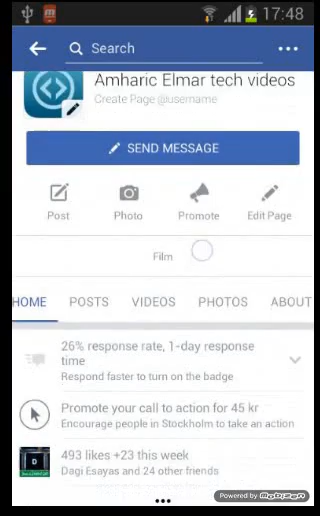 17:48
Search
Amharic Elmar tech videos
Create Page @username
SEND MESSAGE
Post Photo Promote Edit Page
Film
HOME POSTS VIDEOS PHOTOS ABOUT
26% response rate, 1-day response
time
Respond faster to turn on the badge
Promote your call to action for 45 kr
Encourage people in Stockholm to take an action
493 likes +23 this week
Dagi Esayas and 24 other friends
Powered by Mobizen